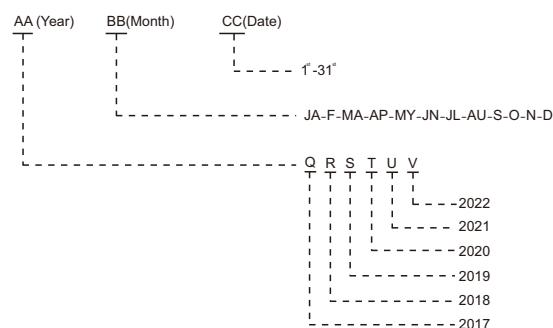 AA (Year) BB(Month) CC(Date)
1st-31st
JA-F-MA-AP-MY-JN-JL-AU-S-O-N-D
Q R S T U V
2022
2021
2020
2019
2018
2017